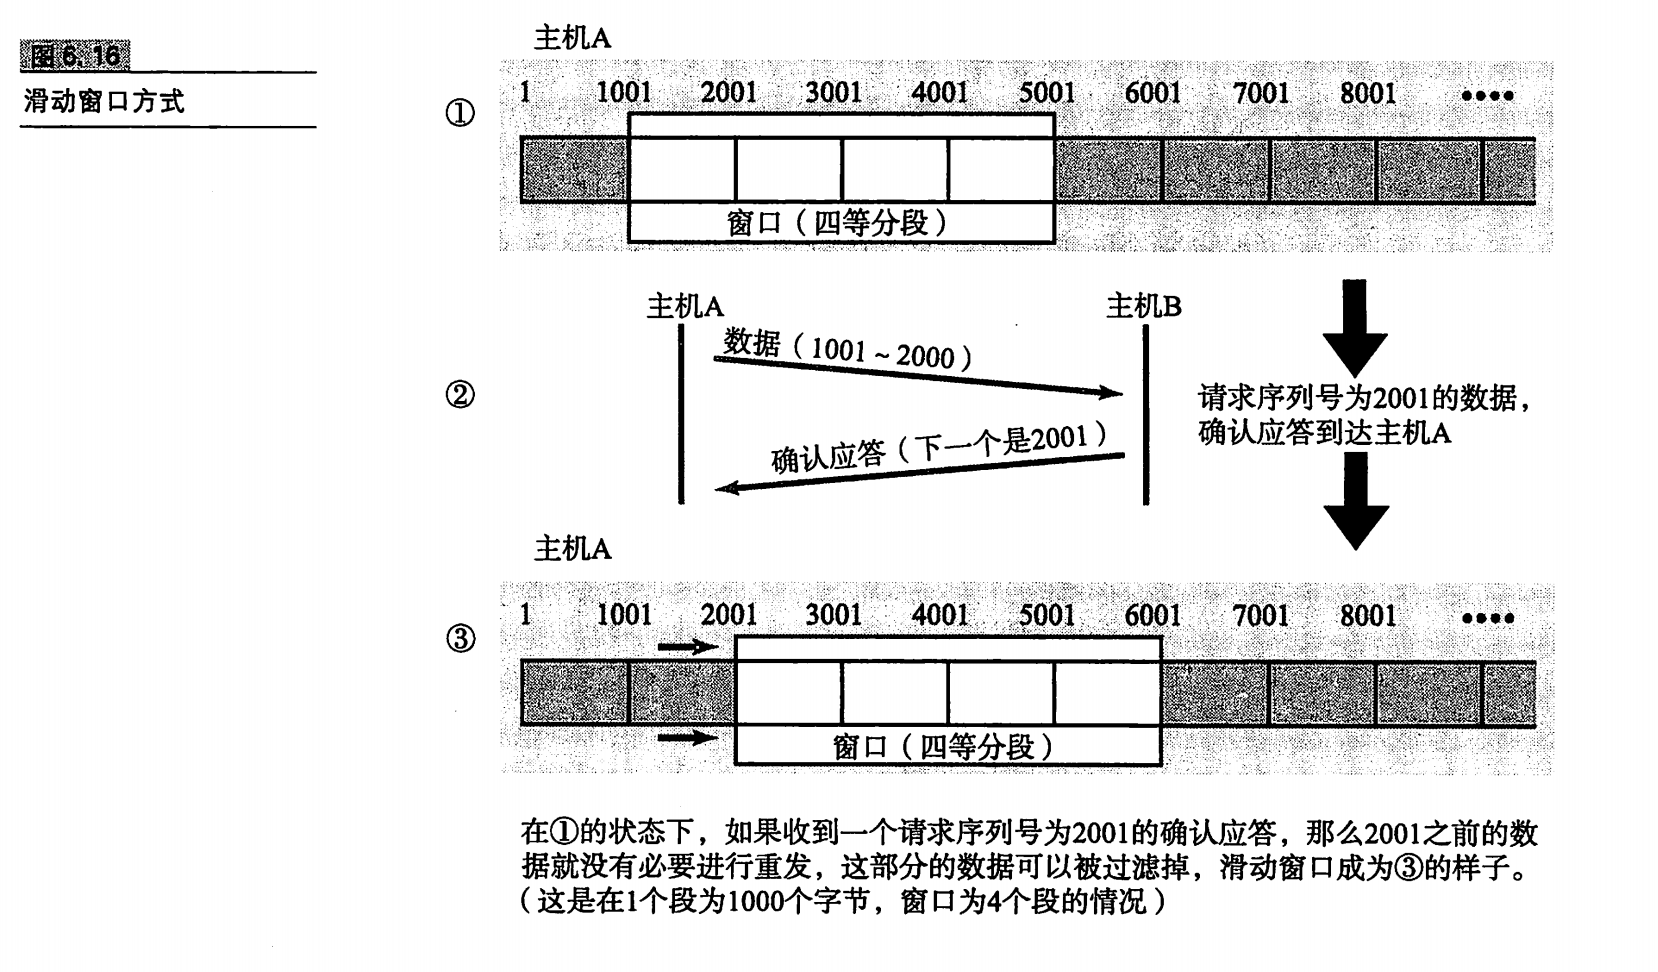 图6.16
滑动窗口方式
主机A
①
1 1001 2001 3001 4001 5001 6001 7001 8001 ••••
窗口（四等分段）
主机A 主机B
②
数据（1001～2000）
确认应答（下一个是2001）
请求序列号为2001的数据，
确认应答到达主机A
主机A
③
1 1001 2001 3001 4001 5001 6001 7001 8001 ••••
窗口（四等分段）
在①的状态下，如果收到一个请求序列号为2001的确认应答，那么2001之前的数
据就没有必要进行重发，这部分的数据可以被过滤掉，滑动窗口成为③的样子。
（这是在1个段为1000个字节，窗口为4个段的情况）